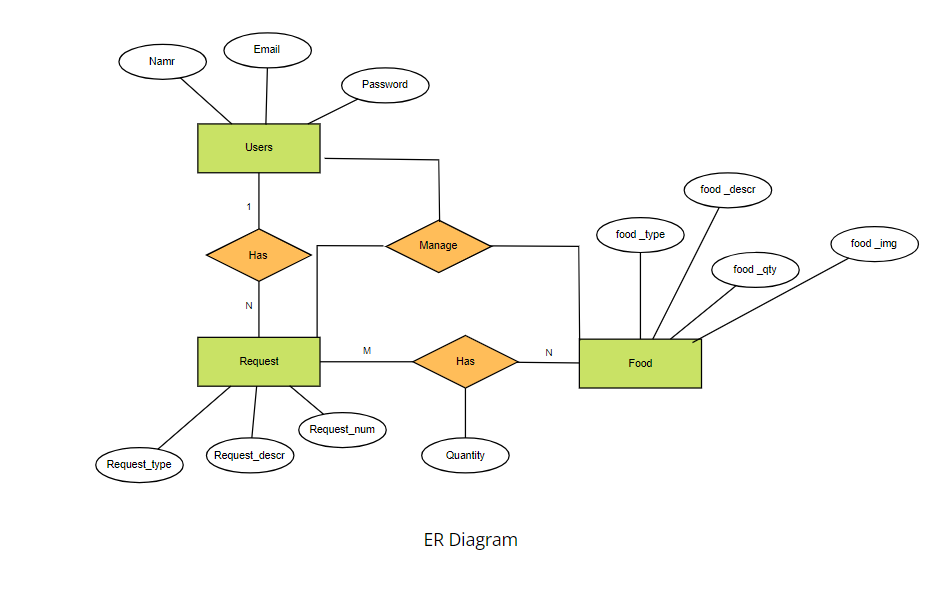 Namr
Email
Password
Users
food _descr
food _type
1
food _img
Manage
Has
food _qty
N
M
N
Request
Has
Food
Request_num
Request_type
Request_descr
Quantity
ER Diagram